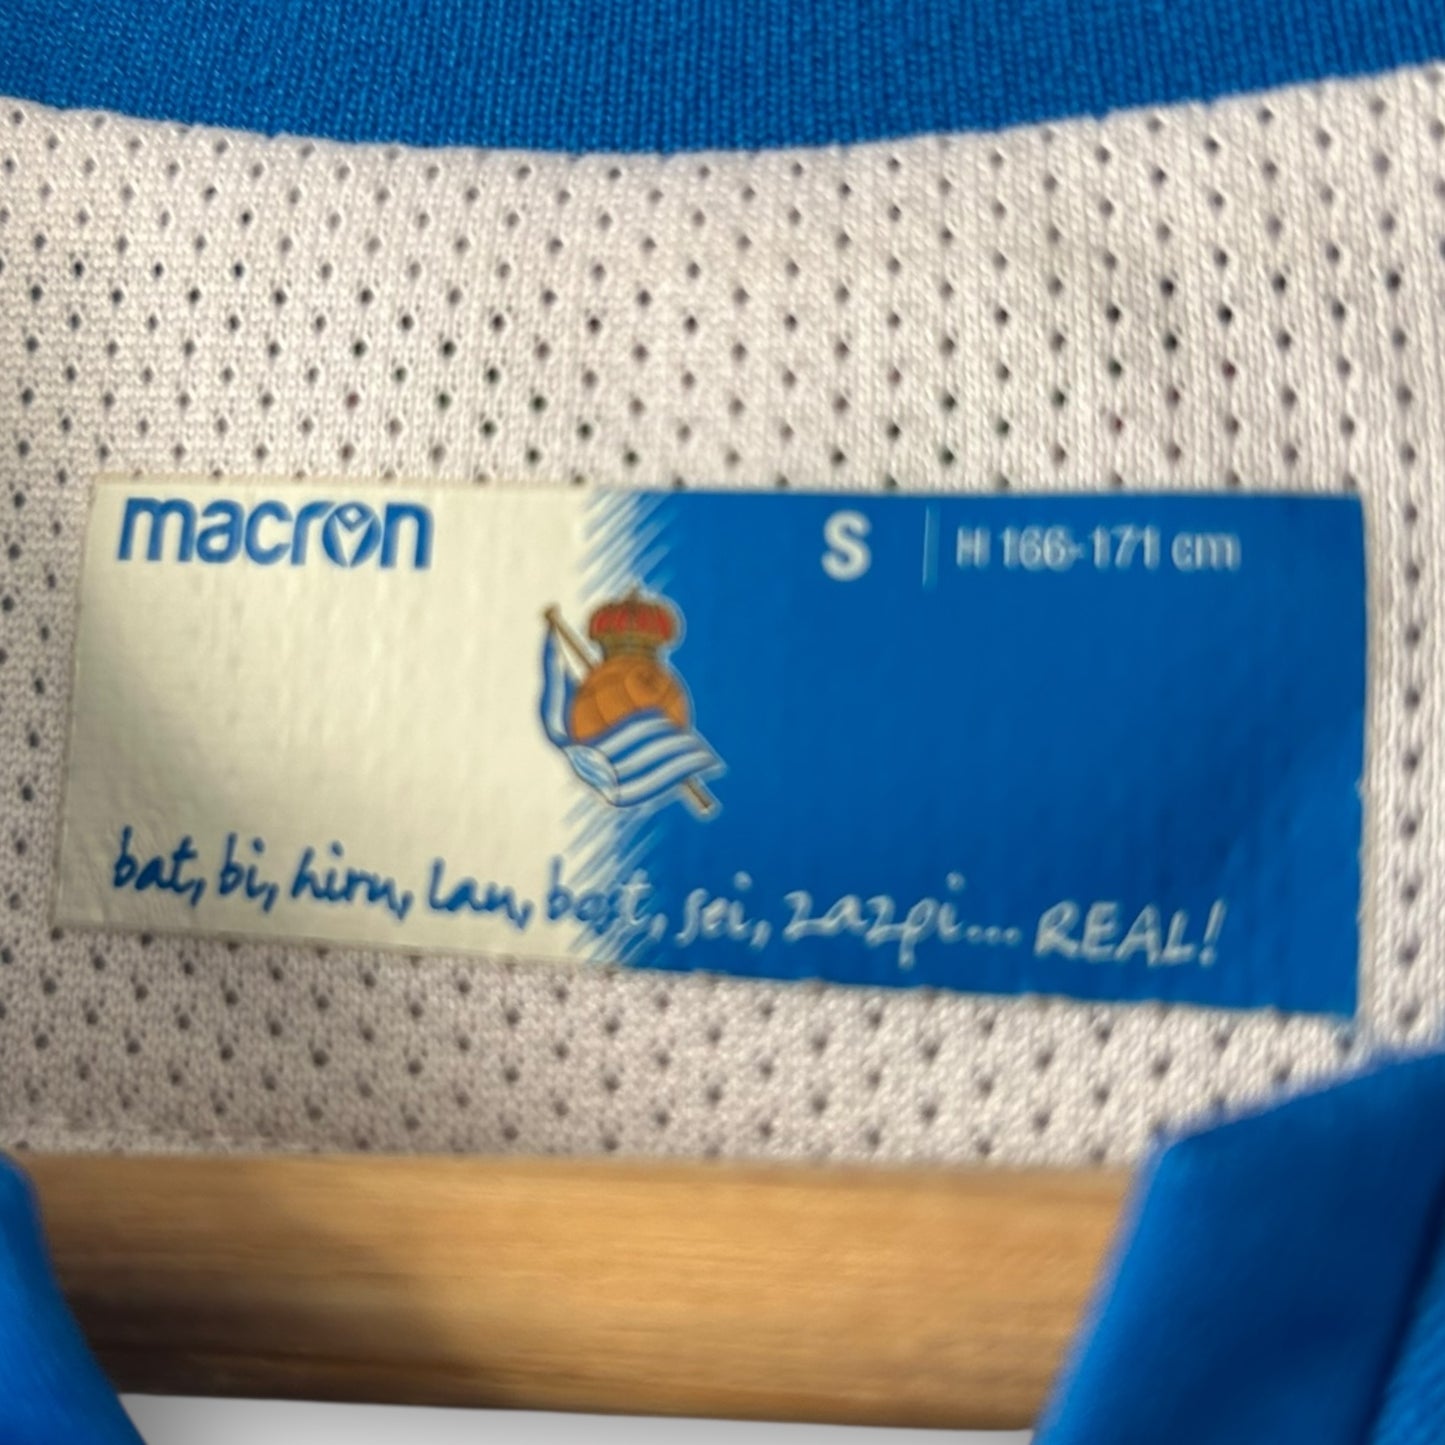 macron
S | H 166-171 cm
bat, bi, hiru, lau, bost, sei, zazpi... REAL!